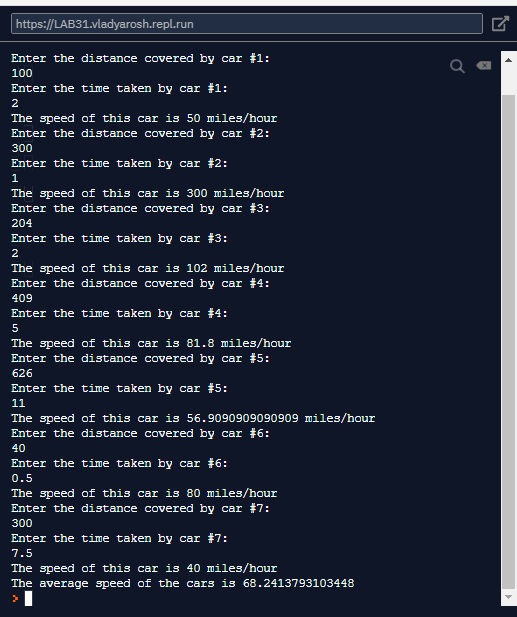 https://LAB31.vladyarosh.repl.run
Enter the distance covered by car #1:
100
Enter the time taken by car #1:
2
The speed of this car is 50 miles/hour
Enter the distance covered by car #2:
300
Enter the time taken by car #2:
1
The speed of this car is 300 miles/hour
Enter the distance covered by car #3:
204
Enter the time taken by car #3:
2
The speed of this car is 102 miles/hour
Enter the distance covered by car #4:
409
Enter the time taken by car #4:
5
The speed of this car is 81.8 miles/hour
Enter the distance covered by car #5:
626
Enter the time taken by car #5:
11
The speed of this car is 56.9090909090909 miles/hour
Enter the distance covered by car #6:
40
Enter the time taken by car #6:
0.5
The speed of this car is 80 miles/hour
Enter the distance covered by car #7:
300
Enter the time taken by car #7:
7.5
The speed of this car is 40 miles/hour
The average speed of the cars is 68.2413793103448
>